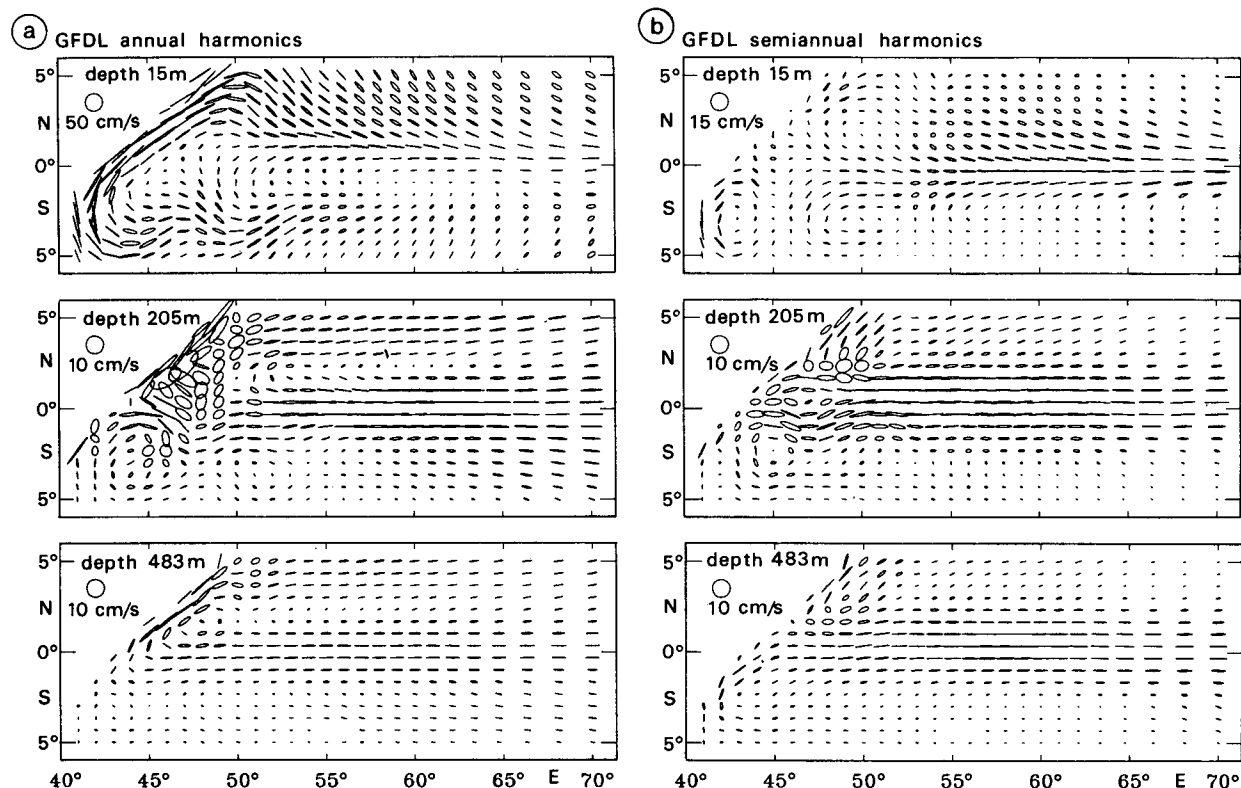 a GFDL annual harmonics
depth 15m
50 cm/s
5°
N
0°
S
5°
depth 205m
10 cm/s
5°
N
0°
S
5°
depth 483m
10 cm/s
5°
N
0°
S
5°
40° 45° 50° 55° 60° E 65° 70°
b GFDL semiannual harmonics
depth 15m
15 cm/s
5°
N
0°
S
5°
depth 205m
10 cm/s
5°
N
0°
S
5°
depth 483m
10 cm/s
5°
N
0°
S
5°
40° 45° 50° 55° 60° E 65° 70°